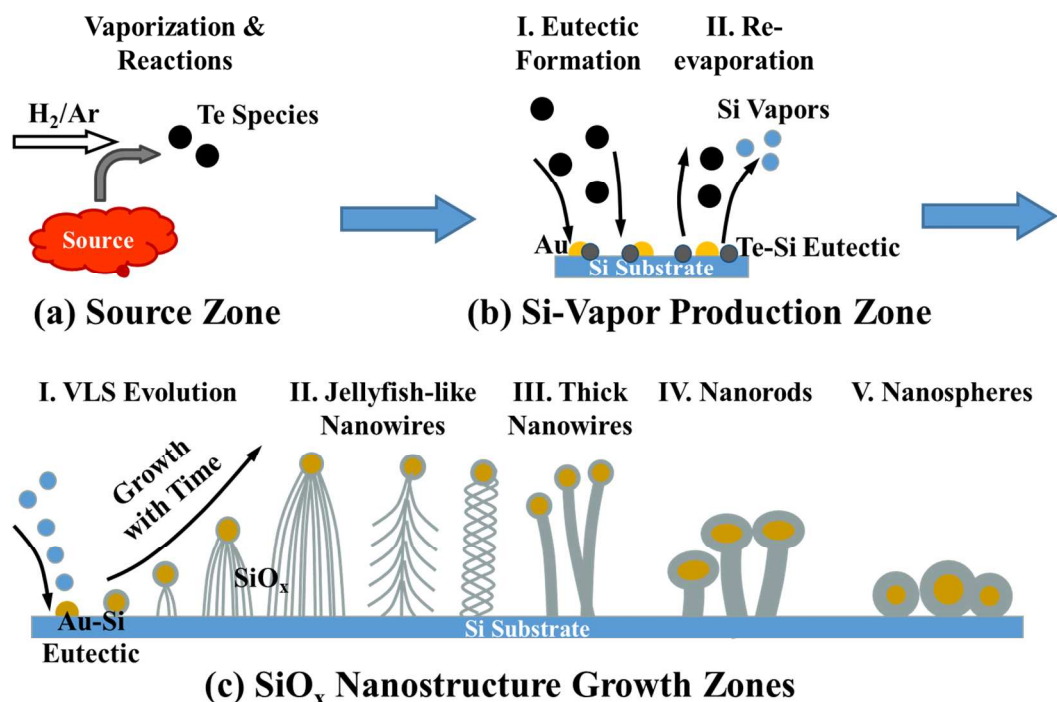 Vaporization &
Reactions
H₂/Ar
Te Species
Source
(a) Source Zone
I. Eutectic
Formation
II. Re-
evaporation
Si Vapors
Au
Te-Si Eutectic
Si Substrate
(b) Si-Vapor Production Zone
I. VLS Evolution
II. Jellyfish-like
Nanowires
III. Thick
Nanowires
IV. Nanorods
V. Nanospheres
Growth
with Time
SiOₓ
Au-Si
Eutectic
Si Substrate
(c) SiOₓ Nanostructure Growth Zones